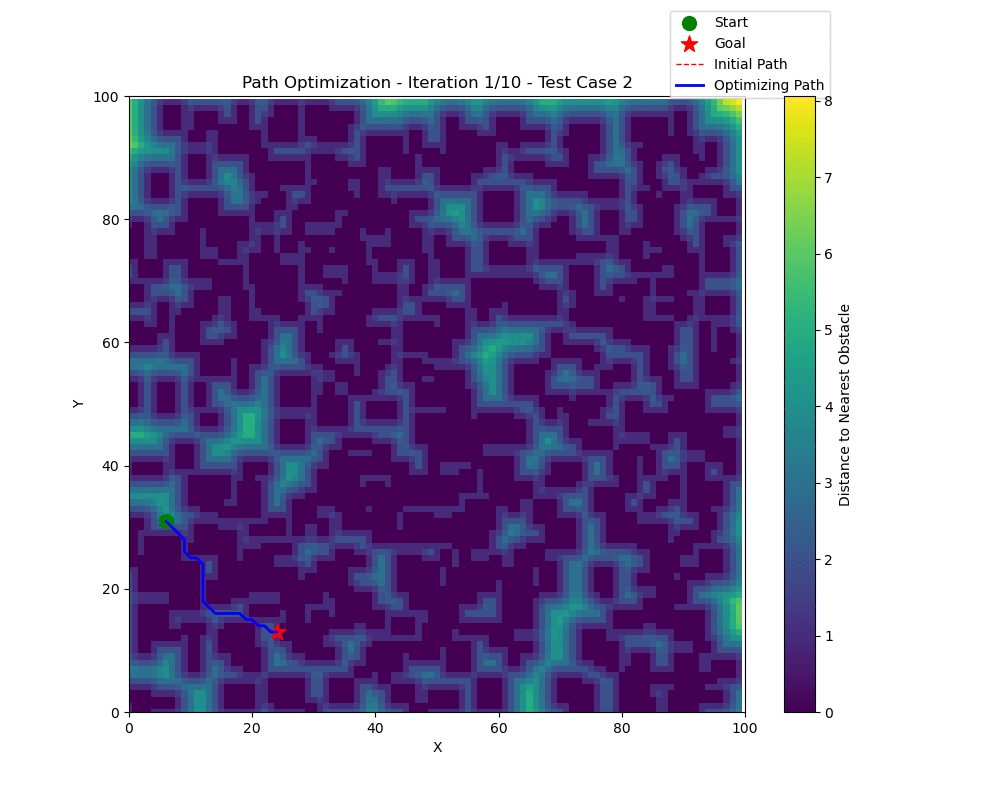 Start
Goal
Initial Path
Optimizing Path
Path Optimization - Iteration 1/10 - Test Case 2
100
80
60
40
20
0
Y
0 20 40 60 80 100
X
8
7
6
5
4
3
2
1
0
Distance to Nearest Obstacle